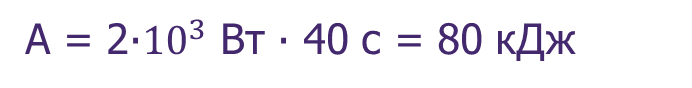 А = 2·10³ Вт · 40 с = 80 кДж